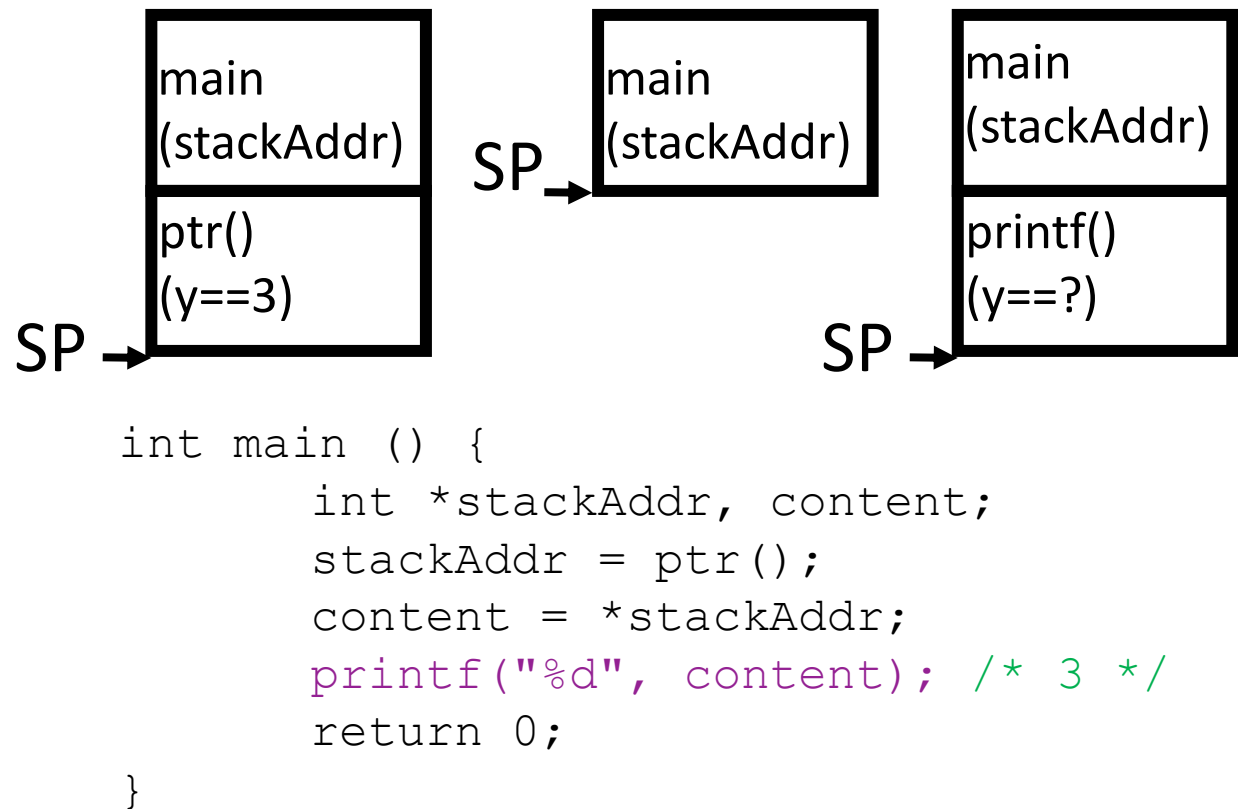 main
(stackAddr)
ptr()
(y==3)
SP
main
(stackAddr)
SP
main
(stackAddr)
printf()
(y==?)
SP
int main () {
int *stackAddr, content;
stackAddr = ptr();
content = *stackAddr;
printf("%d", content); /* 3 */
return 0;
}